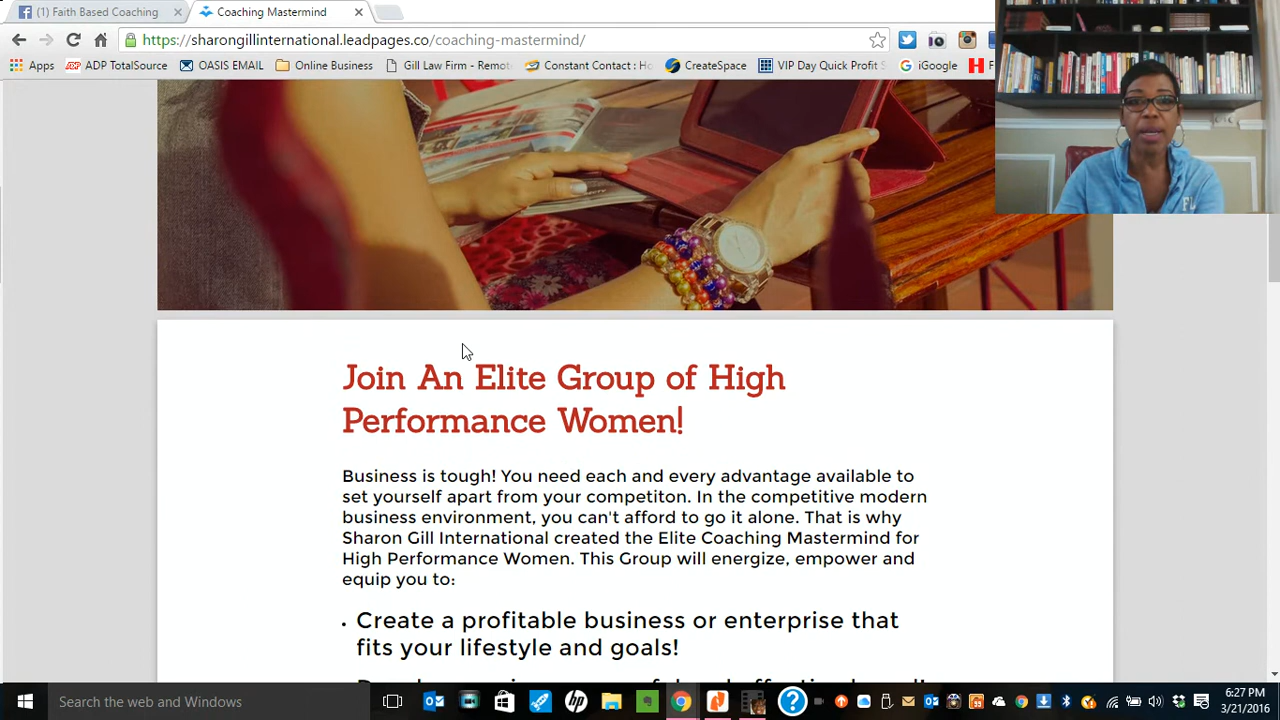 (1) Faith Based Coaching
Coaching Mastermind
https://sharongillinternational.leadpages.co/coaching-mastermind/
Apps ADP TotalSource OASIS EMAIL Online Business Gill Law Firm - Remot Constant Contact : Ho CreateSpace VIP Day Quick Profit S iGoogle
Join An Elite Group of High
Performance Women!
Business is tough! You need each and every advantage available to
set yourself apart from your competiton. In the competitive modern
business environment, you can't afford to go it alone. That is why
Sharon Gill International created the Elite Coaching Mastermind for
High Performance Women. This Group will energize, empower and
equip you to:
• Create a profitable business or enterprise that
fits your lifestyle and goals!
Search the web and Windows
6:27 PM
3/21/2016